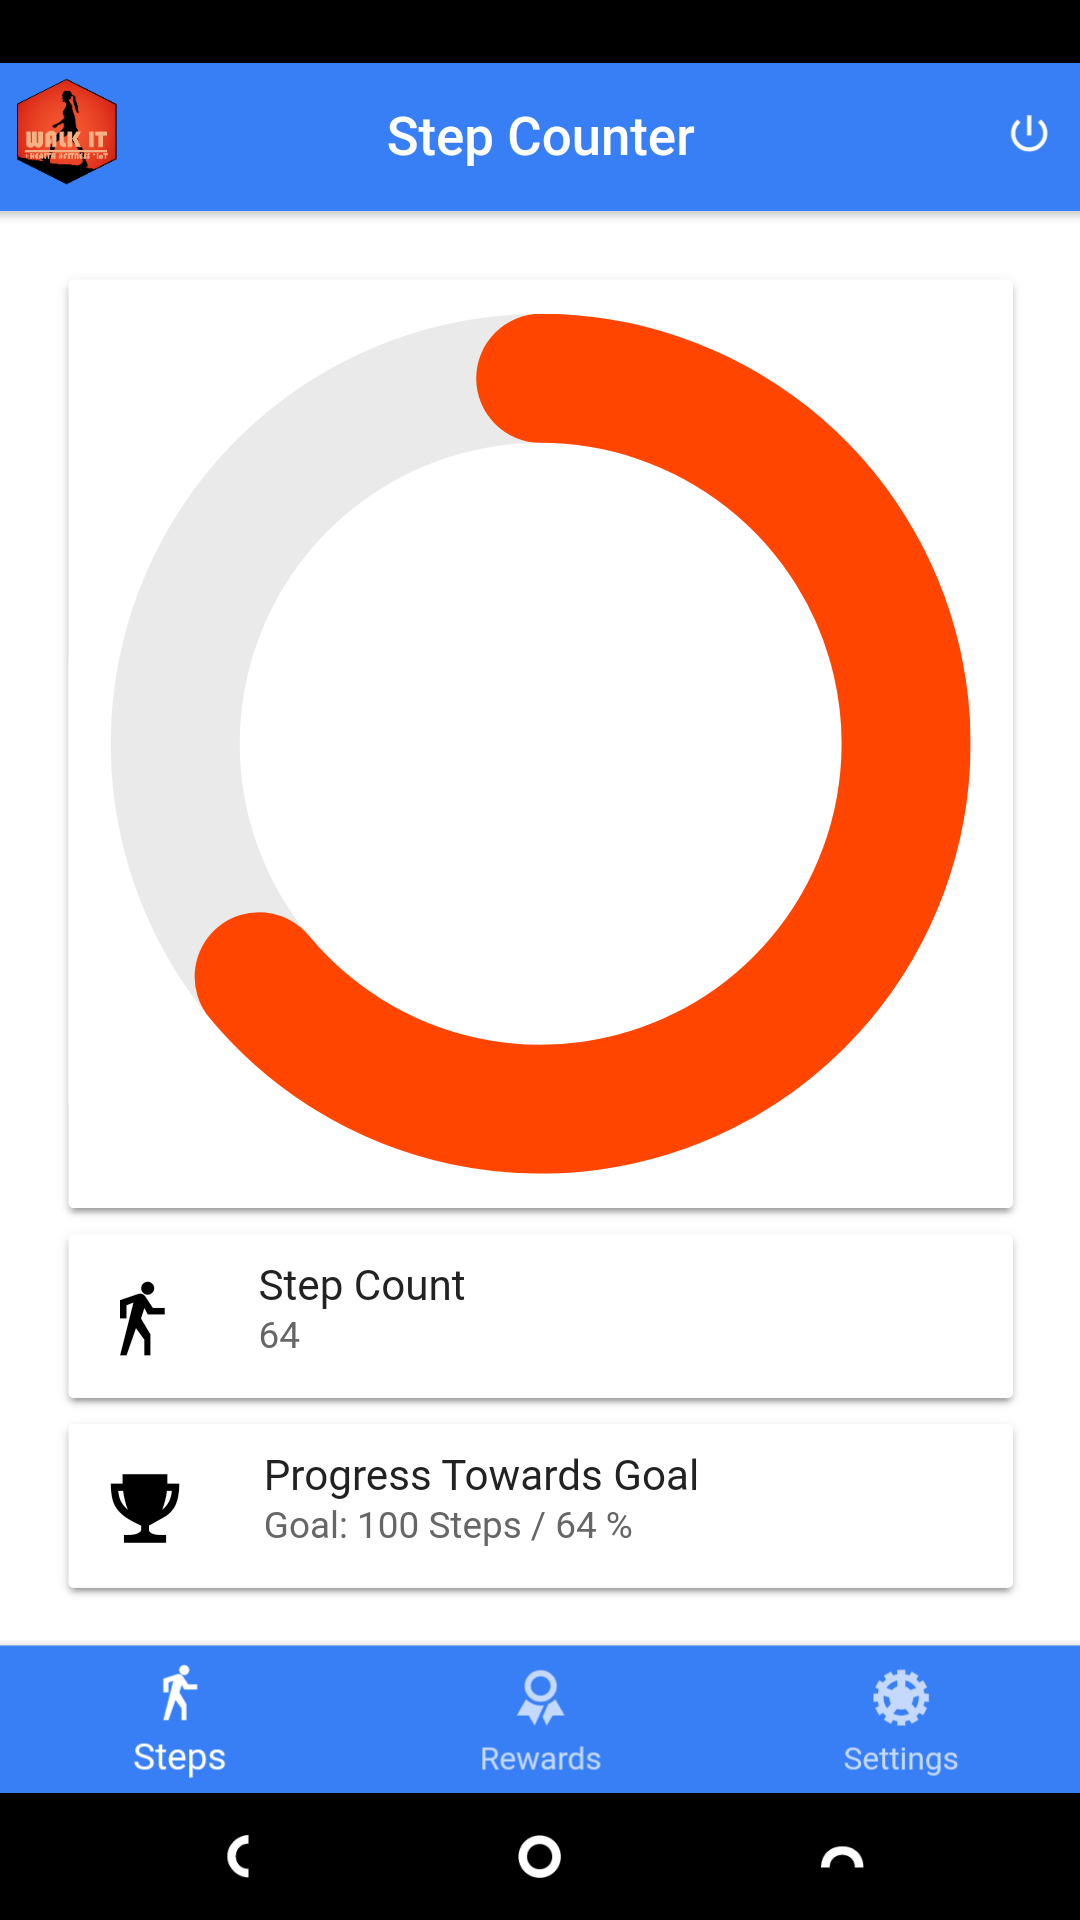 WALK IT
Step Counter
Step Count
64
Progress Towards Goal
Goal: 100 Steps / 64 %
Steps
Rewards
Settings